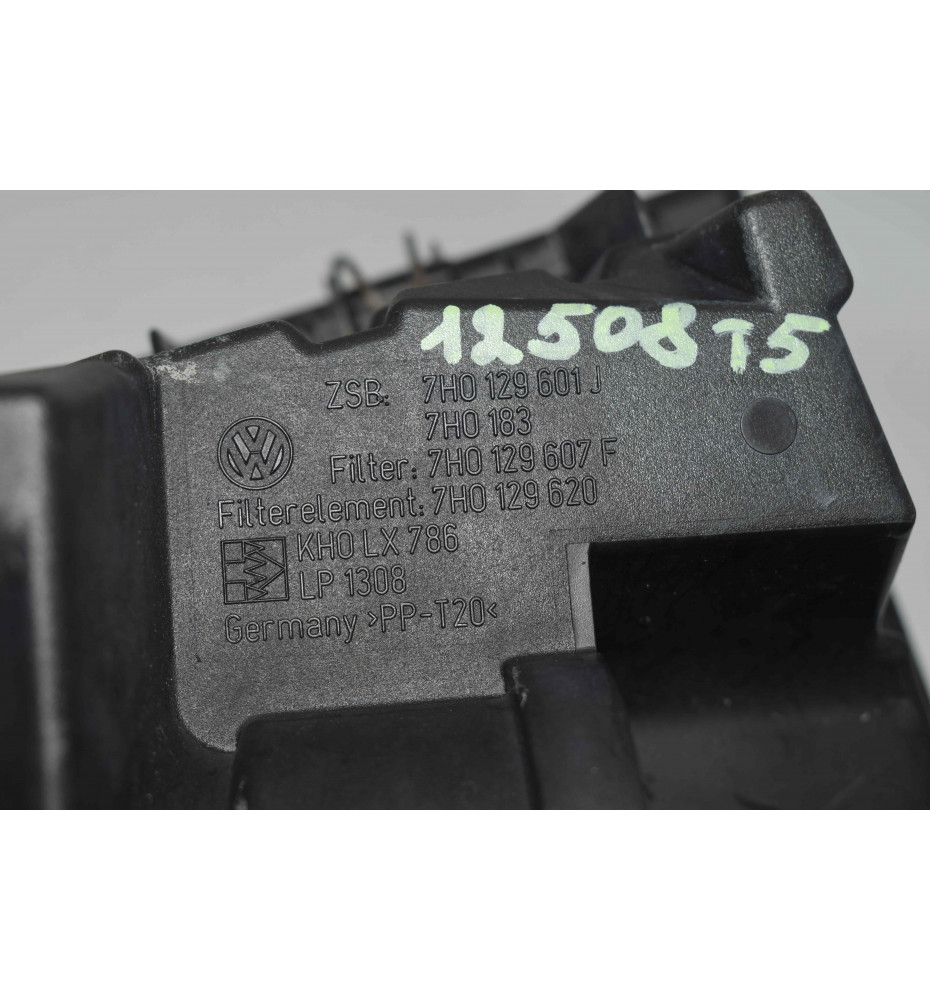 12508T5
ZSB: 7H0 129 601 J
7H0 183
Filter: 7H0 129 607 F
Filterelement: 7H0 129 620
KHO LX 786
LP 1308
Germany >PP-T20<